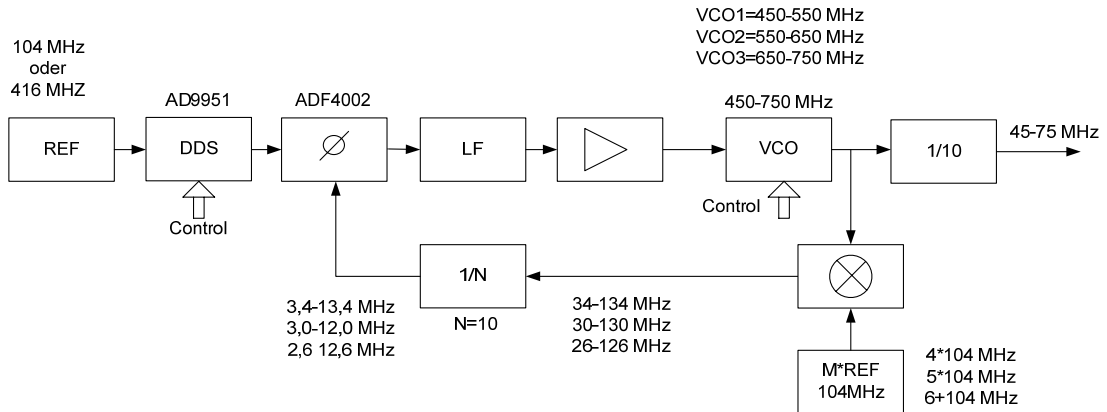 VCO1=450-550 MHz
VCO2=550-650 MHz
VCO3=650-750 MHz
104 MHz
oder
416 MHZ
AD9951
ADF4002
450-750 MHz
45-75 MHz
REF
DDS
Ø
LF
VCO
1/10
Control
Control
1/N
3,4-13,4 MHz
3,0-12,0 MHz
2,6 12,6 MHz
N=10
34-134 MHz
30-130 MHz
26-126 MHz
M*REF
104MHz
4*104 MHz
5*104 MHz
6+104 MHz